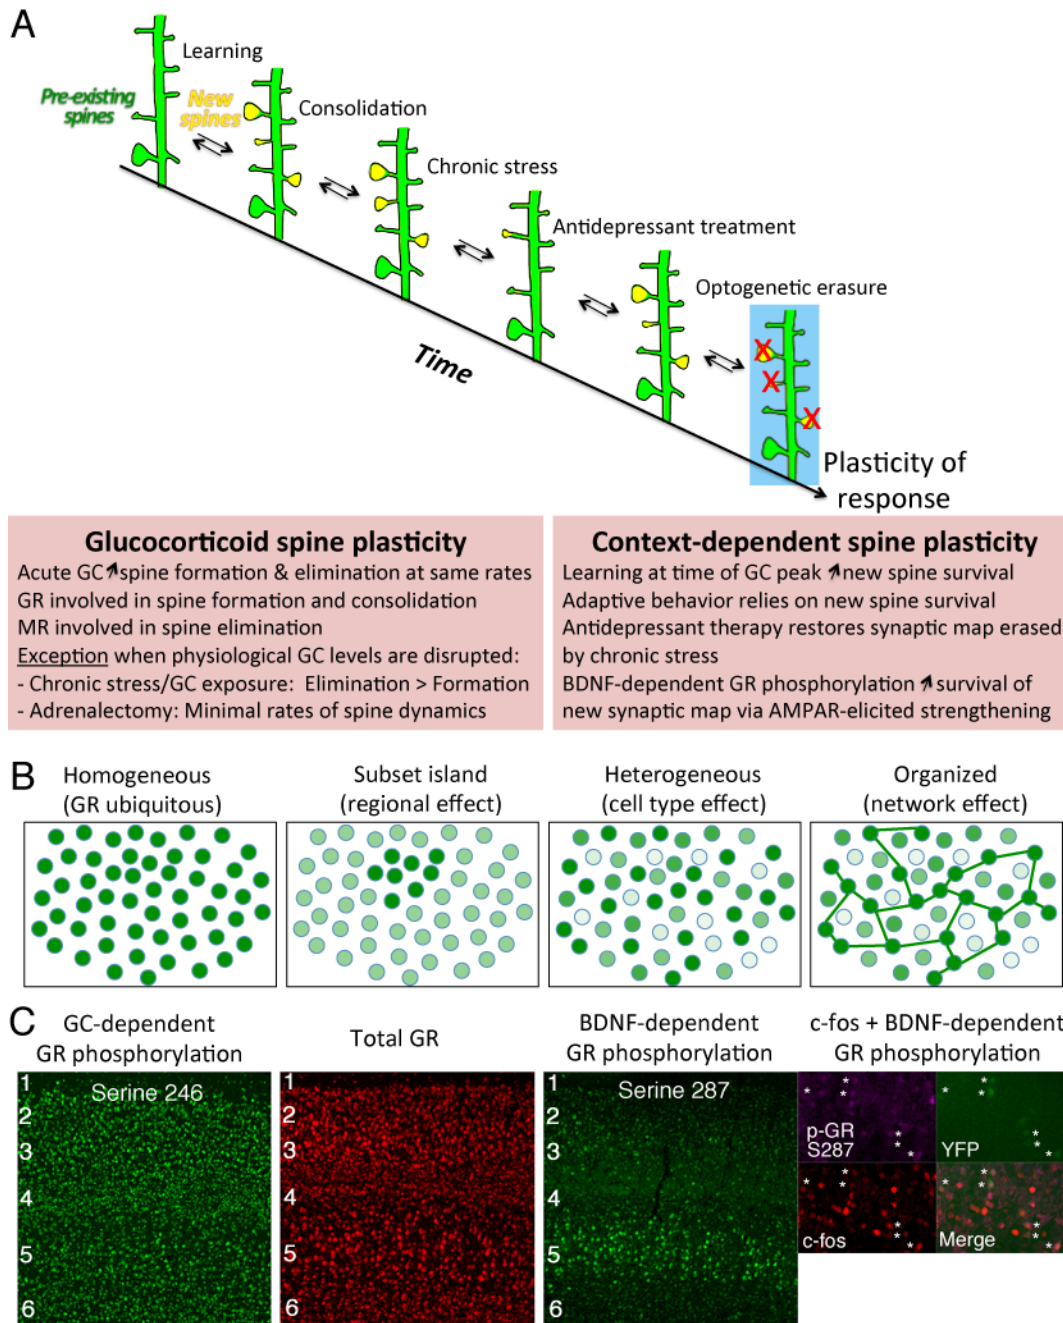 A
Learning
Pre-existing
spines
New
spines
Consolidation
Chronic stress
Antidepressant treatment
Optogenetic erasure
X
X
X
Time
Plasticity of
response
Glucocorticoid spine plasticity
Acute GC ↗ spine formation & elimination at same rates
GR involved in spine formation and consolidation
MR involved in spine elimination
Exception when physiological GC levels are disrupted:
- Chronic stress/GC exposure: Elimination > Formation
- Adrenalectomy: Minimal rates of spine dynamics
Context-dependent spine plasticity
Learning at time of GC peak ↗ new spine survival
Adaptive behavior relies on new spine survival
Antidepressant therapy restores synaptic map erased
by chronic stress
BDNF-dependent GR phosphorylation ↗ survival of
new synaptic map via AMPAR-elicited strengthening
B
Homogeneous
(GR ubiquitous)
Subset island
(regional effect)
Heterogeneous
(cell type effect)
Organized
(network effect)
C
GC-dependent
GR phosphorylation
Serine 246
1
2
3
4
5
6
Total GR
1
2
3
4
5
6
BDNF-dependent
GR phosphorylation
Serine 287
1
2
3
4
5
6
c-fos + BDNF-dependent
GR phosphorylation
p-GR
S287
YFP
c-fos
Merge